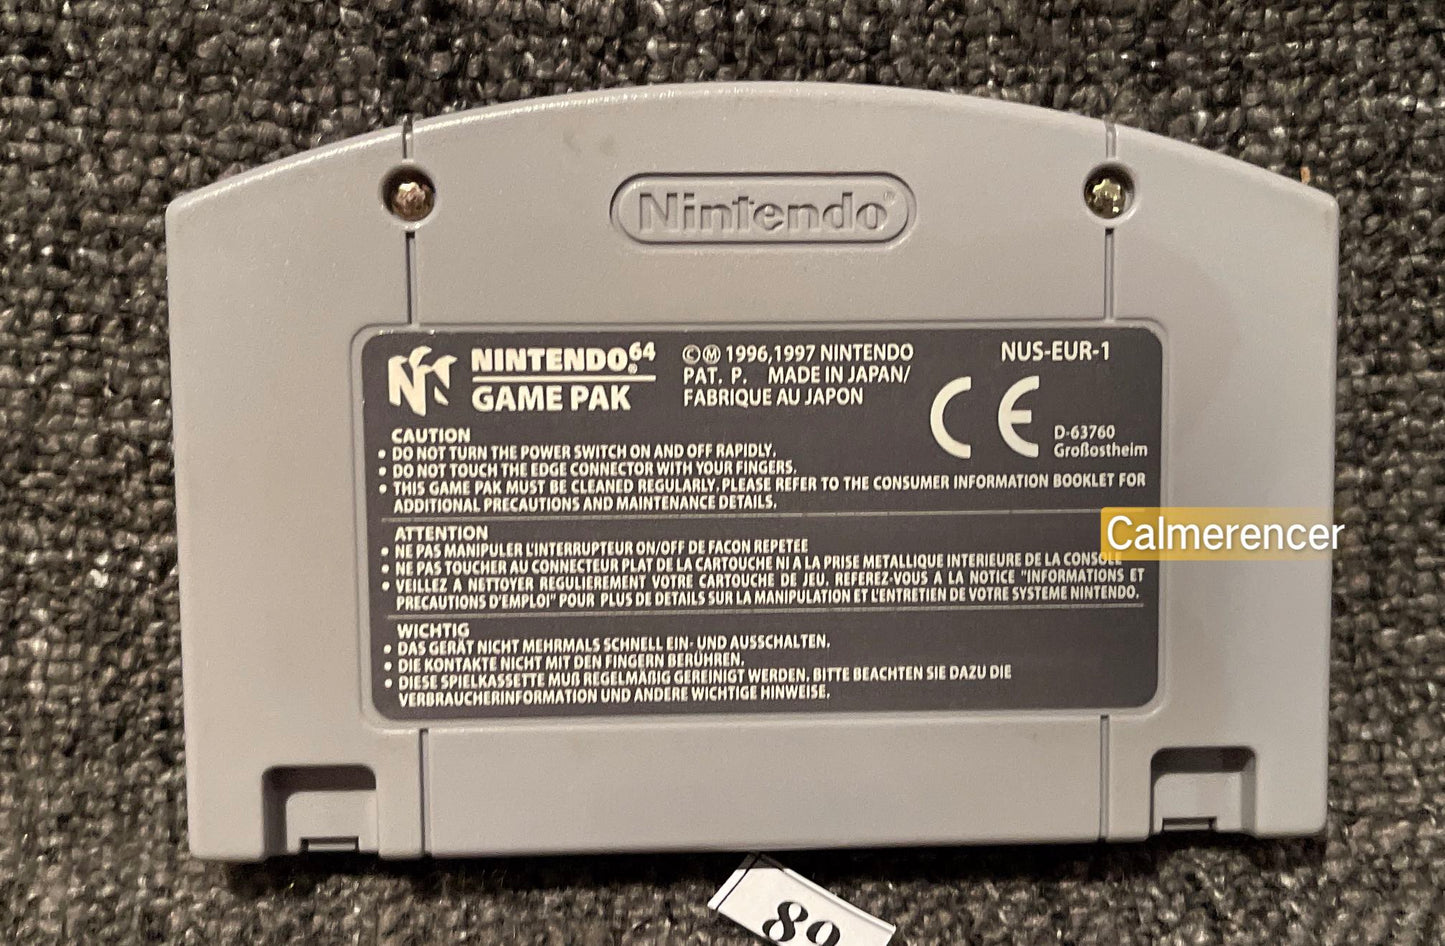 Nintendo®
NINTENDO®64
GAME PAK
©Ⓜ 1996,1997 NINTENDO
PAT. P. MADE IN JAPAN/
FABRIQUE AU JAPON
NUS-EUR-1
CE
D-63760
Großostheim
CAUTION
• DO NOT TURN THE POWER SWITCH ON AND OFF RAPIDLY.
• DO NOT TOUCH THE EDGE CONNECTOR WITH YOUR FINGERS.
• THIS GAME PAK MUST BE CLEANED REGULARLY. PLEASE REFER TO THE CONSUMER INFORMATION BOOKLET FOR
ADDITIONAL PRECAUTIONS AND MAINTENANCE DETAILS.
ATTENTION
• NE PAS MANIPULER L'INTERRUPTEUR ON/OFF DE FACON REPETEE
• NE PAS TOUCHER AU CONNECTEUR PLAT DE LA CARTOUCHE NI A LA PRISE METALLIQUE INTERIEURE DE LA CONSOLE
• VEILLEZ A NETTOYER REGULIEREMENT VOTRE CARTOUCHE DE JEU. REFEREZ-VOUS A LA NOTICE "INFORMATIONS ET
PRECAUTIONS D'EMPLOI" POUR PLUS DE DETAILS SUR LA MANIPULATION ET L'ENTRETIEN DE VOTRE SYSTEME NINTENDO.
WICHTIG
• DAS GERÄT NICHT MEHRMALS SCHNELL EIN- UND AUSSCHALTEN.
• DIE KONTAKTE NICHT MIT DEN FINGERN BERÜHREN.
• DIESE SPIELKASSETTE MUß REGELMÄßIG GEREINIGT WERDEN. BITTE BEACHTEN SIE DAZU DIE
VERBRAUCHERINFORMATION UND ANDERE WICHTIGE HINWEISE.
Calmerencer
89